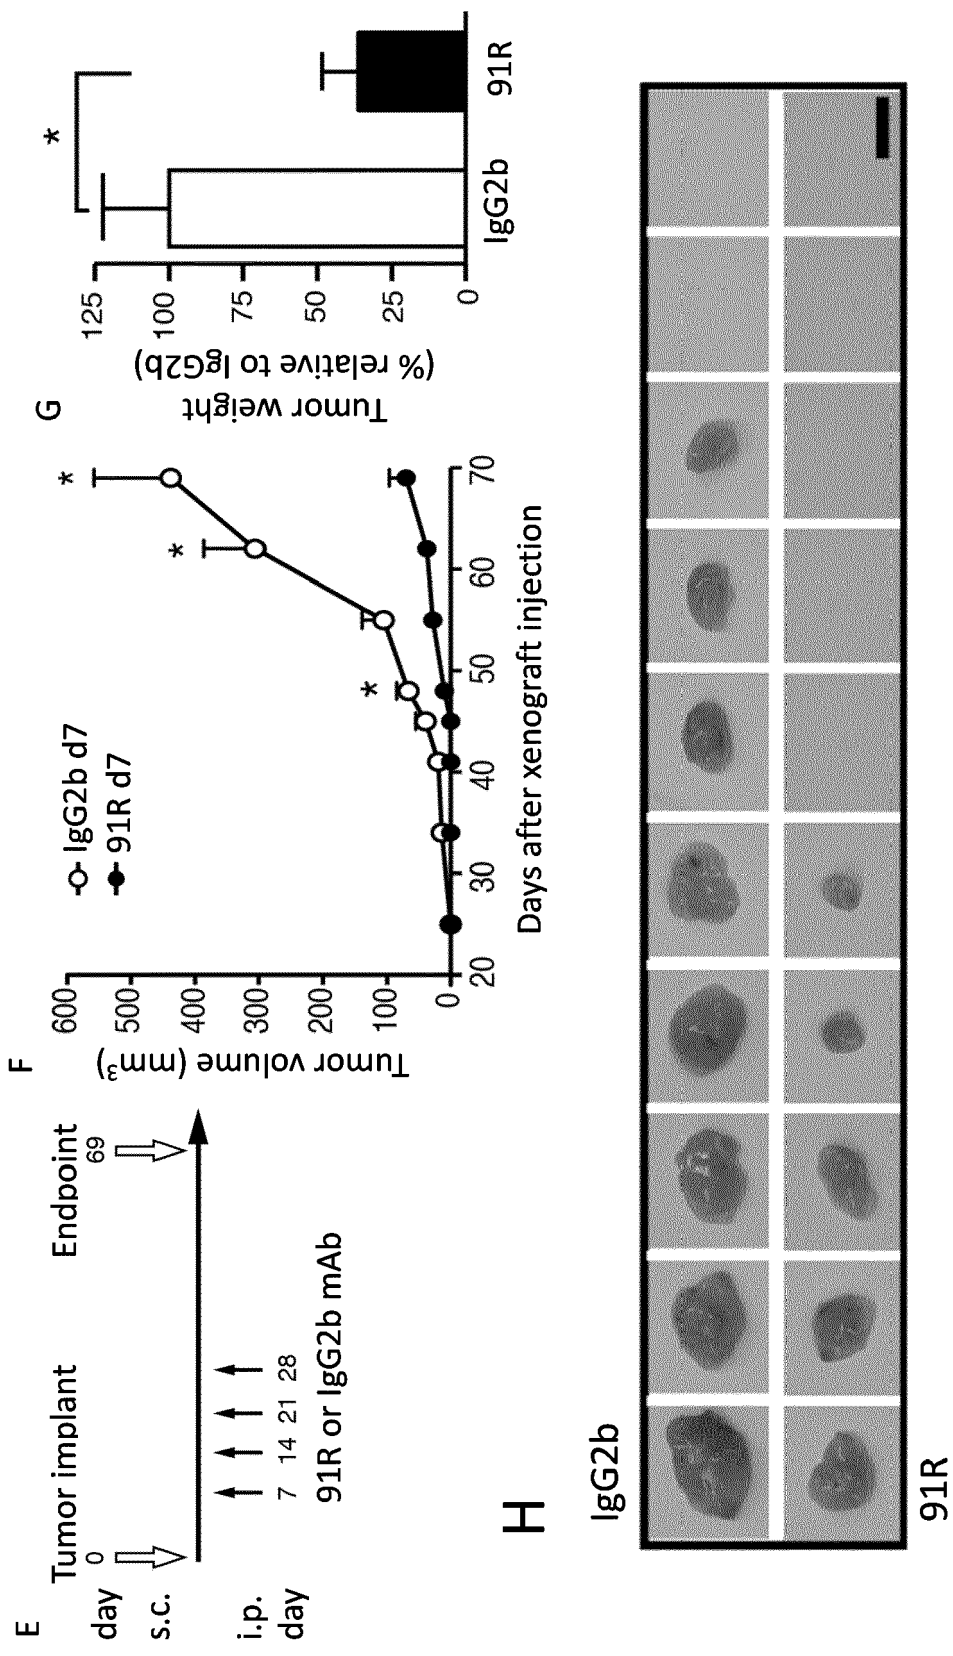 E
Tumor implant Endpoint
day 0 69
s.c.
i.p.
day 7 14 21 28
91R or IgG2b mAb
F
Tumor volume (mm³)
600
500
400
300
200
100
0
IgG2b d7
91R d7
*
*
*
20 30 40 50 60 70
Days after xenograft injection
G
Tumor weight
(% relative to IgG2b)
125
100
75
50
25
0
*
IgG2b 91R
H
IgG2b
91R